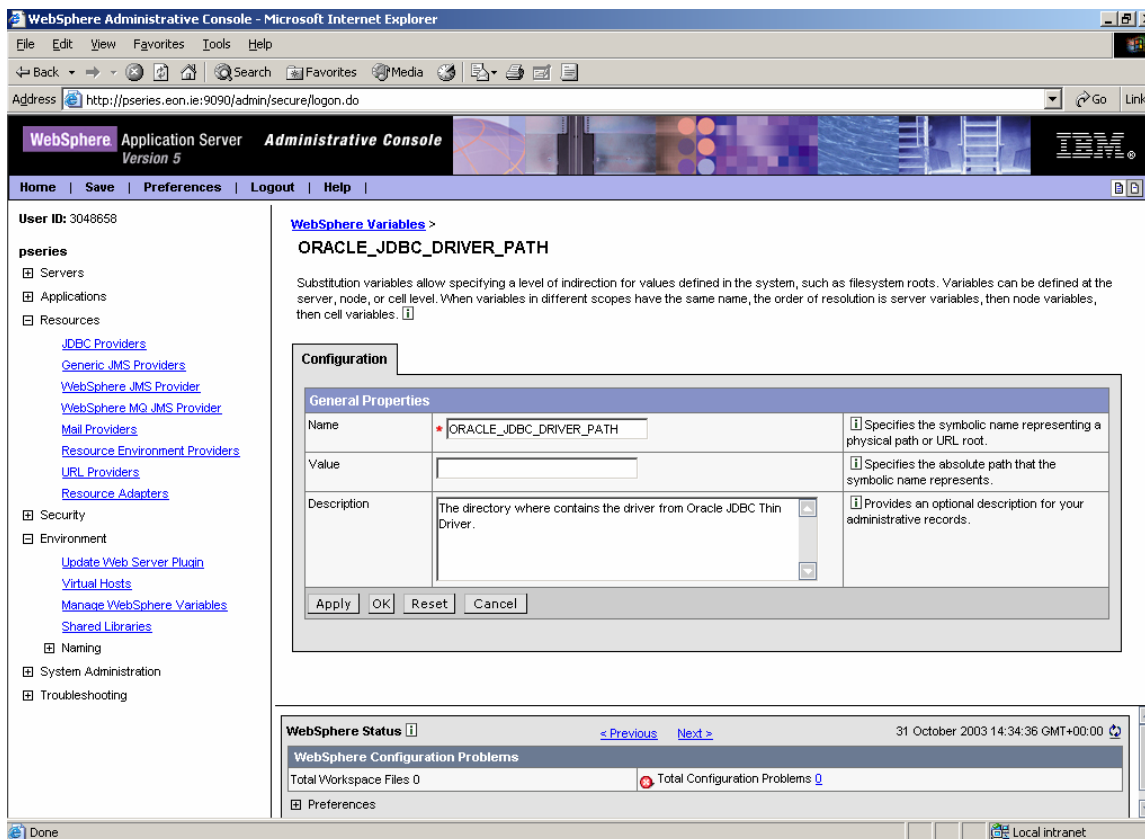 WebSphere Administrative Console - Microsoft Internet Explorer
File Edit View Favorites Tools Help
Back Search Favorites Media
Address http://pseries.eon.ie:9090/admin/secure/logon.do Go Link
WebSphere. Application Server Administrative Console
Version 5
IBM®
Home | Save | Preferences | Logout | Help |
User ID: 3048658
pseries
Servers
Applications
Resources
JDBC Providers
Generic JMS Providers
WebSphere JMS Provider
WebSphere MQ JMS Provider
Mail Providers
Resource Environment Providers
URL Providers
Resource Adapters
Security
Environment
Update Web Server Plugin
Virtual Hosts
Manage WebSphere Variables
Shared Libraries
Naming
System Administration
Troubleshooting
WebSphere Variables >
ORACLE_JDBC_DRIVER_PATH
Substitution variables allow specifying a level of indirection for values defined in the system, such as filesystem roots. Variables can be defined at the
server, node, or cell level. When variables in different scopes have the same name, the order of resolution is server variables, then node variables,
then cell variables. i
Configuration
General Properties
Name * ORACLE_JDBC_DRIVER_PATH i Specifies the symbolic name representing a
physical path or URL root.
Value i Specifies the absolute path that the
symbolic name represents.
Description The directory where contains the driver from Oracle JDBC Thin
Driver.
i Provides an optional description for your
administrative records.
Apply OK Reset Cancel
WebSphere Status i < Previous Next > 31 October 2003 14:34:36 GMT+00:00
WebSphere Configuration Problems
Total Workspace Files 0 Total Configuration Problems 0
Preferences
Done Local intranet